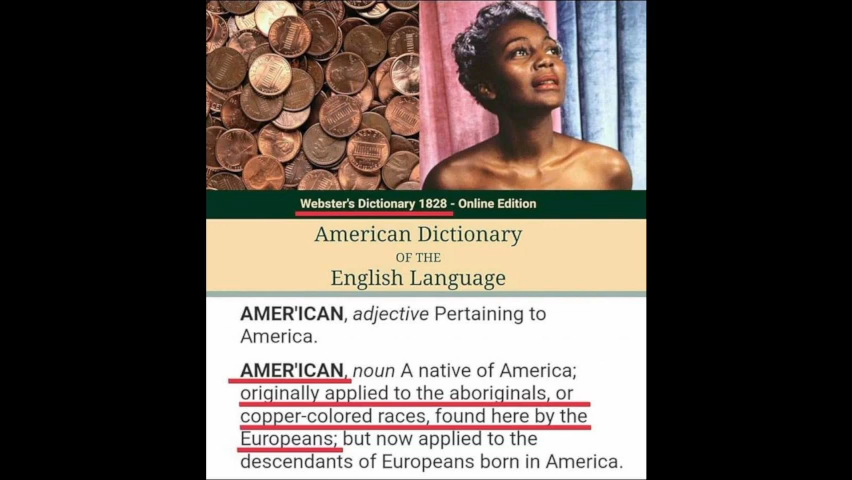 Webster's Dictionary 1828 - Online Edition
American Dictionary
OF THE
English Language
AMER'ICAN, adjective Pertaining to
America.
AMER'ICAN, noun A native of America;
originally applied to the aboriginals, or
copper-colored races, found here by the
Europeans; but now applied to the
descendants of Europeans born in America.